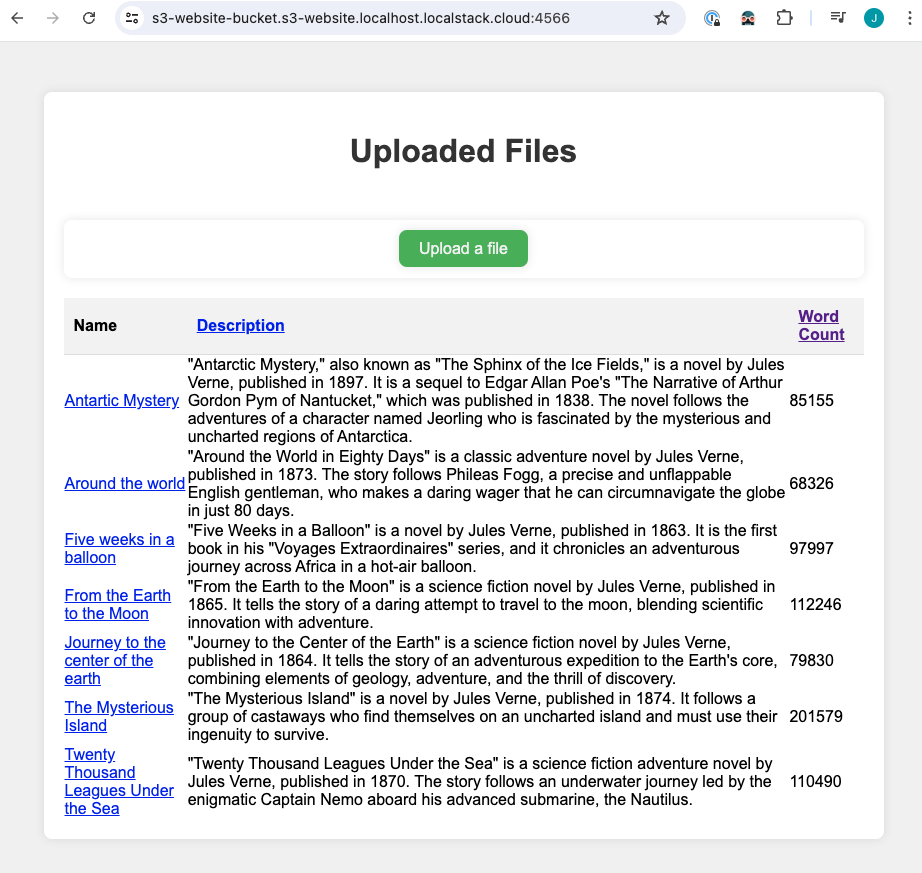 s3-website-bucket.s3-website.localhost.localstack.cloud:4566
J
Uploaded Files
Upload a file
Name
Description
Word
Count
Antartic Mystery
"Antarctic Mystery," also known as "The Sphinx of the Ice Fields," is a novel by Jules
Verne, published in 1897. It is a sequel to Edgar Allan Poe's "The Narrative of Arthur
Gordon Pym of Nantucket," which was published in 1838. The novel follows the
adventures of a character named Jeorling who is fascinated by the mysterious and
uncharted regions of Antarctica.
85155
Around the world
"Around the World in Eighty Days" is a classic adventure novel by Jules Verne,
published in 1873. The story follows Phileas Fogg, a precise and unflappable
English gentleman, who makes a daring wager that he can circumnavigate the globe
in just 80 days.
68326
Five weeks in a
balloon
"Five Weeks in a Balloon" is a novel by Jules Verne, published in 1863. It is the first
book in his "Voyages Extraordinaires" series, and it chronicles an adventurous
journey across Africa in a hot-air balloon.
97997
From the Earth
to the Moon
"From the Earth to the Moon" is a science fiction novel by Jules Verne, published in
1865. It tells the story of a daring attempt to travel to the moon, blending scientific
innovation with adventure.
112246
Journey to the
center of the
earth
"Journey to the Center of the Earth" is a science fiction novel by Jules Verne,
published in 1864. It tells the story of an adventurous expedition to the Earth's core,
combining elements of geology, adventure, and the thrill of discovery.
79830
The Mysterious
Island
"The Mysterious Island" is a novel by Jules Verne, published in 1874. It follows a
group of castaways who find themselves on an uncharted island and must use their
ingenuity to survive.
201579
Twenty
Thousand
Leagues Under
the Sea
"Twenty Thousand Leagues Under the Sea" is a science fiction adventure novel by
Jules Verne, published in 1870. The story follows an underwater journey led by the
enigmatic Captain Nemo aboard his advanced submarine, the Nautilus.
110490